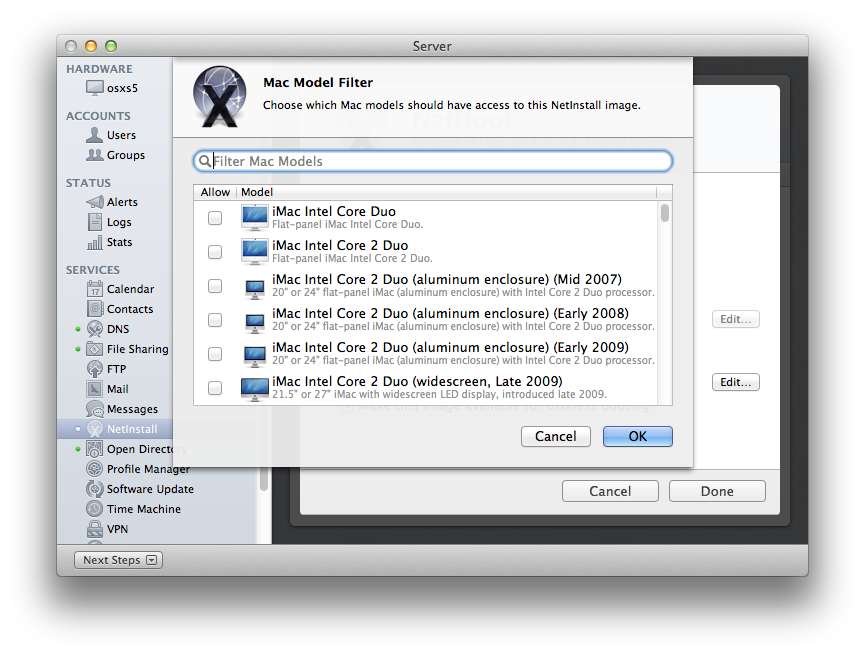 Server
HARDWARE
osxs5
ACCOUNTS
Users
Groups
STATUS
Alerts
Logs
Stats
SERVICES
Calendar
Contacts
DNS
File Sharing
FTP
Mail
Messages
NetInstall
Open Directory
Profile Manager
Software Update
Time Machine
VPN
Next Steps
Mac Model Filter
Choose which Mac models should have access to this NetInstall image.
NetBoot
Filter Mac Models
Allow Model
iMac Intel Core Duo
Flat-panel iMac Intel Core Duo.
iMac Intel Core 2 Duo
Flat-panel iMac Intel Core 2 Duo.
iMac Intel Core 2 Duo (aluminum enclosure) (Mid 2007)
20" or 24" flat-panel iMac (aluminum enclosure) with Intel Core 2 Duo processor.
iMac Intel Core 2 Duo (aluminum enclosure) (Early 2008)
20" or 24" flat-panel iMac (aluminum enclosure) with Intel Core 2 Duo processor.
iMac Intel Core 2 Duo (aluminum enclosure) (Early 2009)
20" or 24" flat-panel iMac (aluminum enclosure) with Intel Core 2 Duo processor.
iMac Intel Core 2 Duo (widescreen, Late 2009)
21.5" or 27" iMac with widescreen LED display, introduced late 2009.
Make this image available for diskless booting
Cancel OK
Edit...
Edit...
Cancel Done